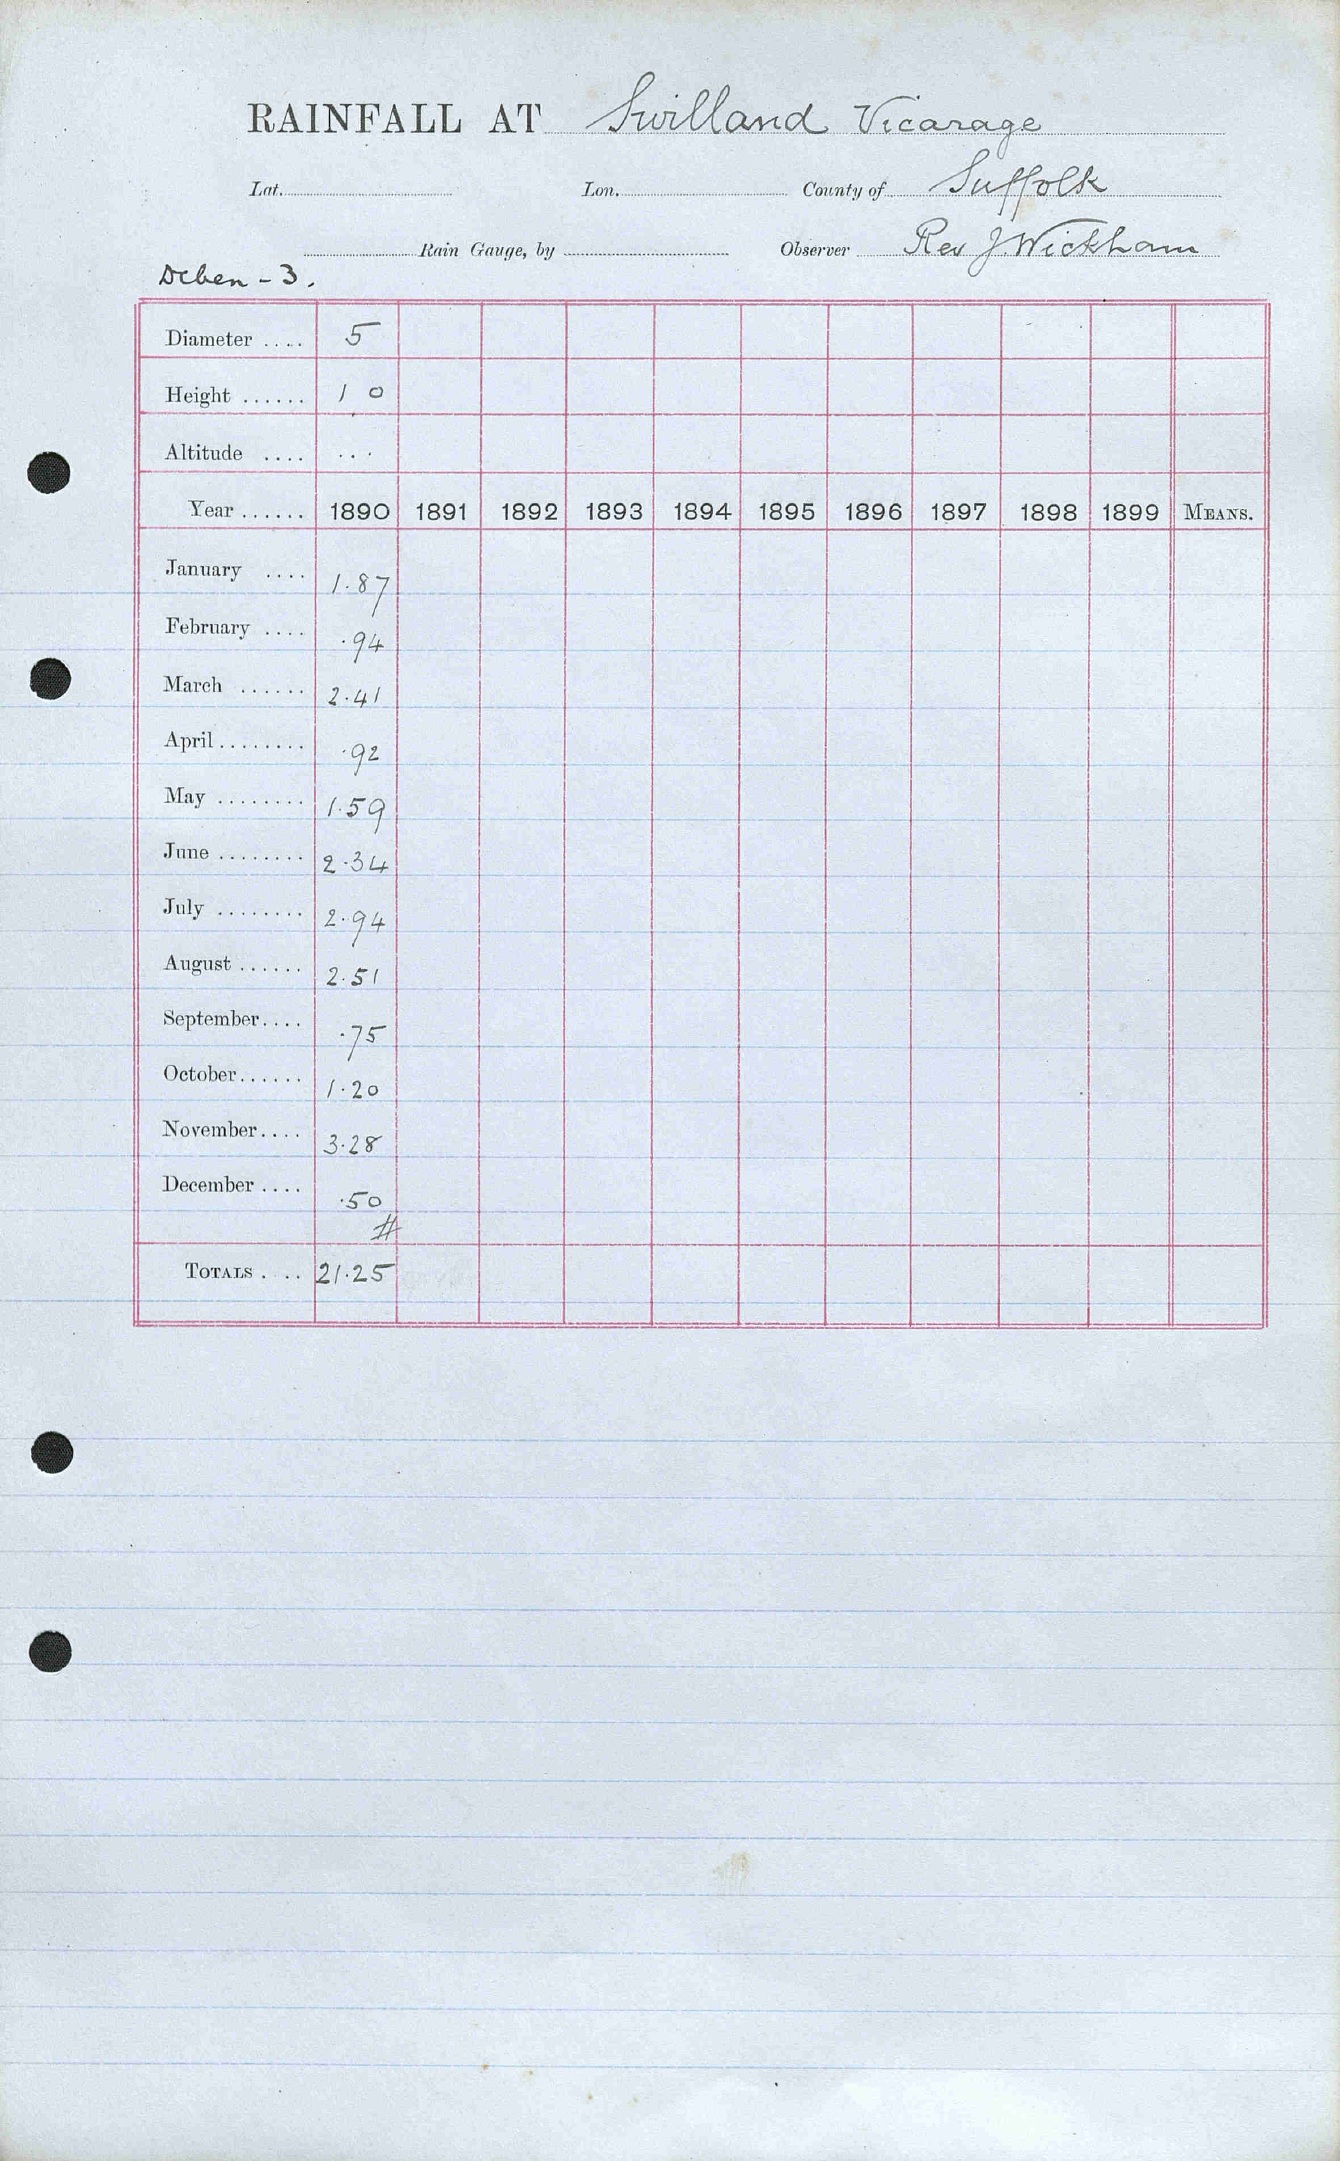 RAINFALL AT Swilland Vicarage
Lat. Lon. County of Suffolk
Rain Gauge, by Observer Rev J. Wickham
Deben - 3.
Diameter .... 5
Height ...... 1 0
Altitude .... ...
Year ...... 1890 1891 1892 1893 1894 1895 1896 1897 1898 1899 MEANS.
January .... 1.87
February .... .94
March ...... 2.41
April ........ .92
May ........ 1.59
June ........ 2.34
July ........ 2.94
August ...... 2.51
September.... .75
October...... 1.20
November.... 3.28
December .... .50
#
TOTALS .... 21.25